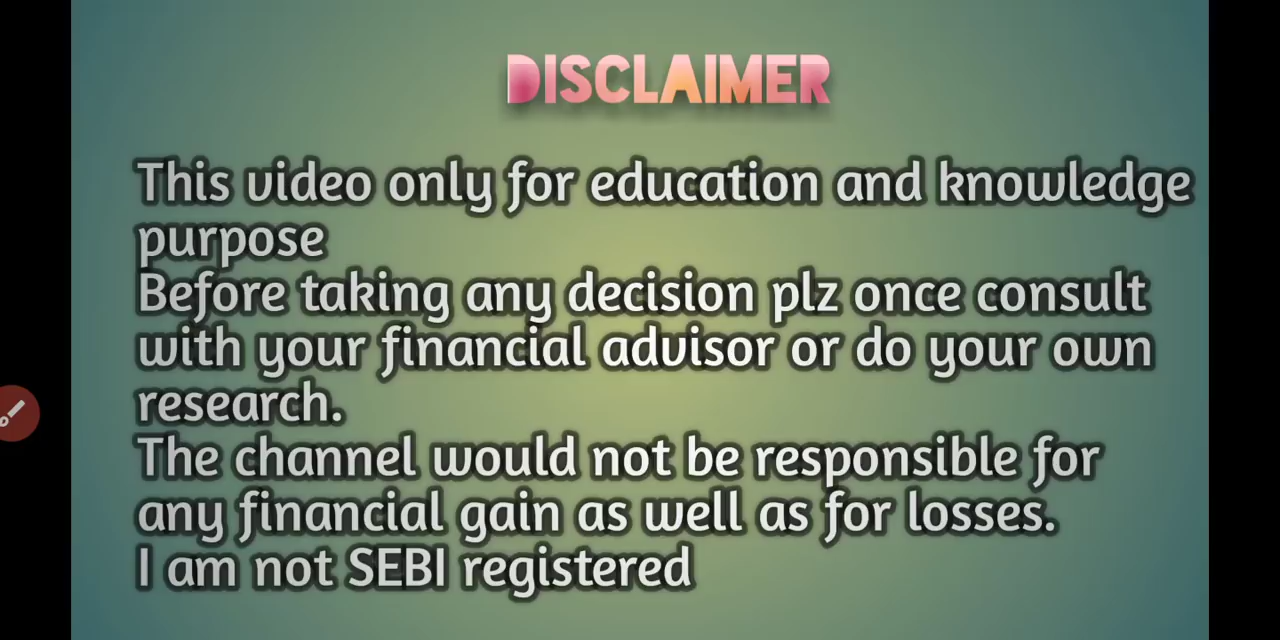 DISCLAIMER
This video only for education and knowledge
purpose
Before taking any decision plz once consult
with your financial advisor or do your own
research.
The channel would not be responsible for
any financial gain as well as for losses.
I am not SEBI registered